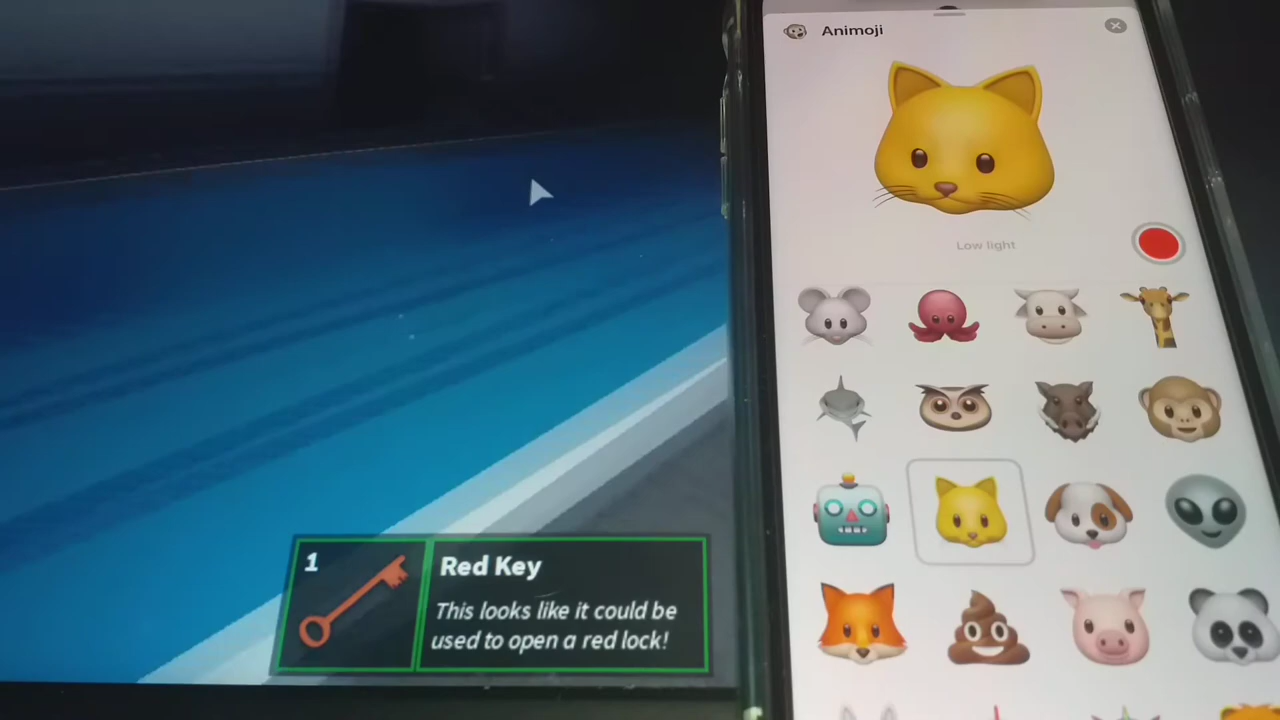 Animoji
Low light
1
Red Key
This looks like it could be
used to open a red lock!